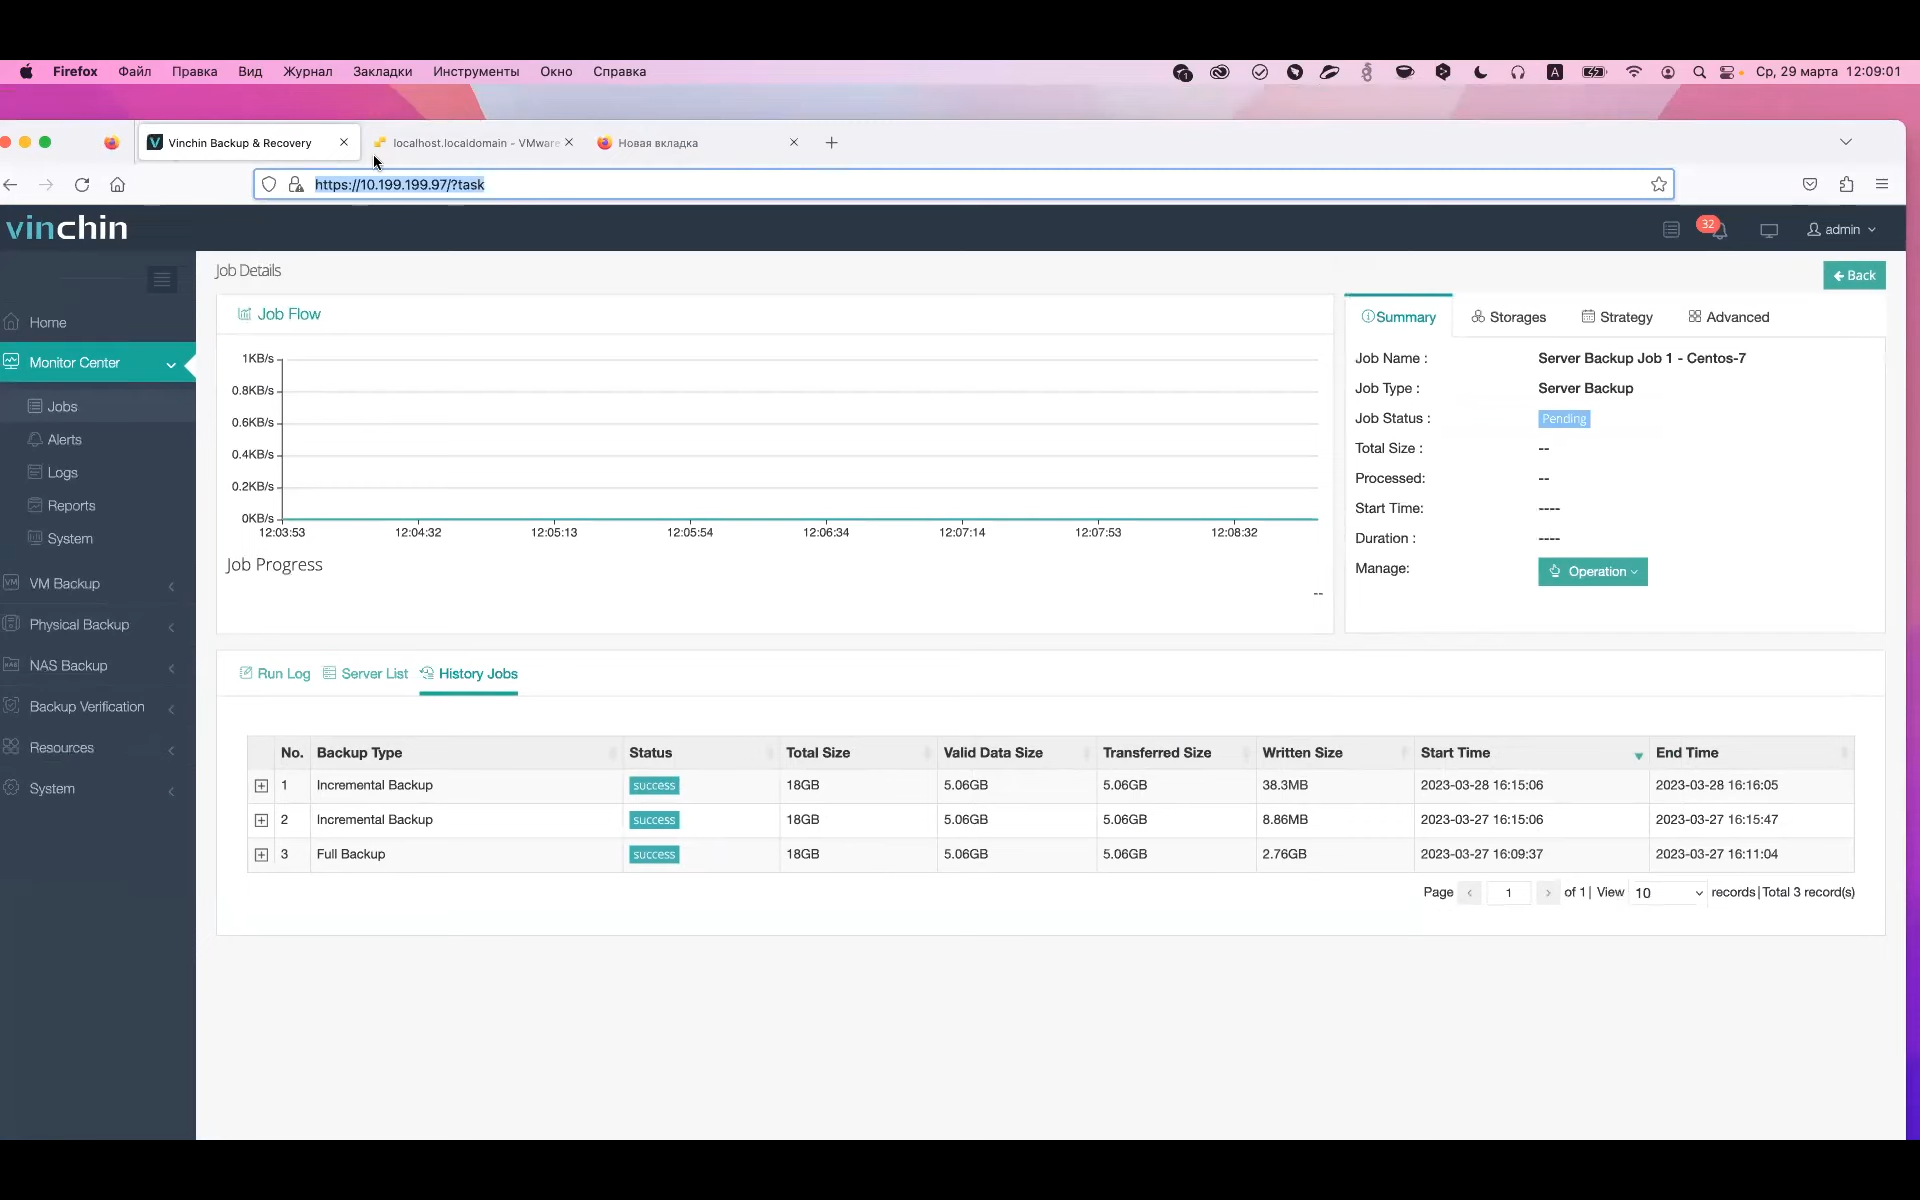 Firefox Файл Правка Вид Журнал Закладки Инструменты Окно Справка 1 A Ср, 29 марта 12:09:01
Vinchin Backup & Recovery localhost.localdomain - VMware Новая вкладка
https://10.199.199.97/?task
vinchin 32 admin
Job Details Back
Home
Monitor Center
Jobs
Alerts
Logs
Reports
System
VM VM Backup
Physical Backup
NAS NAS Backup
Backup Verification
Resources
System
Job Flow
1KB/s
0.8KB/s
0.6KB/s
0.4KB/s
0.2KB/s
0KB/s
12:03:53 12:04:32 12:05:13 12:05:54 12:06:34 12:07:14 12:07:53 12:08:32
Job Progress
--
Summary Storages Strategy Advanced
Job Name : Server Backup Job 1 - Centos-7
Job Type : Server Backup
Job Status : Pending
Total Size : --
Processed: --
Start Time: ----
Duration : ----
Manage: Operation
Run Log Server List History Jobs
No. Backup Type Status Total Size Valid Data Size Transferred Size Written Size Start Time End Time
1 Incremental Backup success 18GB 5.06GB 5.06GB 38.3MB 2023-03-28 16:15:06 2023-03-28 16:16:05
2 Incremental Backup success 18GB 5.06GB 5.06GB 8.86MB 2023-03-27 16:15:06 2023-03-27 16:15:47
3 Full Backup success 18GB 5.06GB 5.06GB 2.76GB 2023-03-27 16:09:37 2023-03-27 16:11:04
Page 1 of 1 | View 10 records | Total 3 record(s)